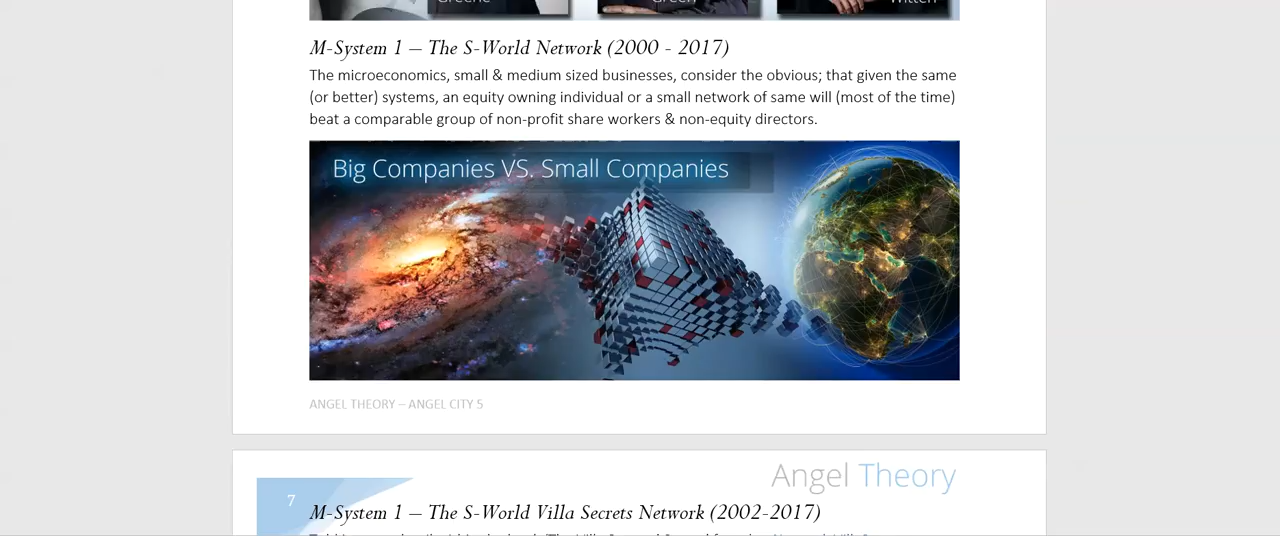 Greene Green Witten
M-System 1 – The S-World Network (2000 - 2017)
The microeconomics, small & medium sized businesses, consider the obvious; that given the same
(or better) systems, an equity owning individual or a small network of same will (most of the time)
beat a comparable group of non-profit share workers & non-equity directors.
Big Companies VS. Small Companies
ANGEL THEORY – ANGEL CITY 5
Angel Theory
7
M-System 1 – The S-World Villa Secrets Network (2002-2017)